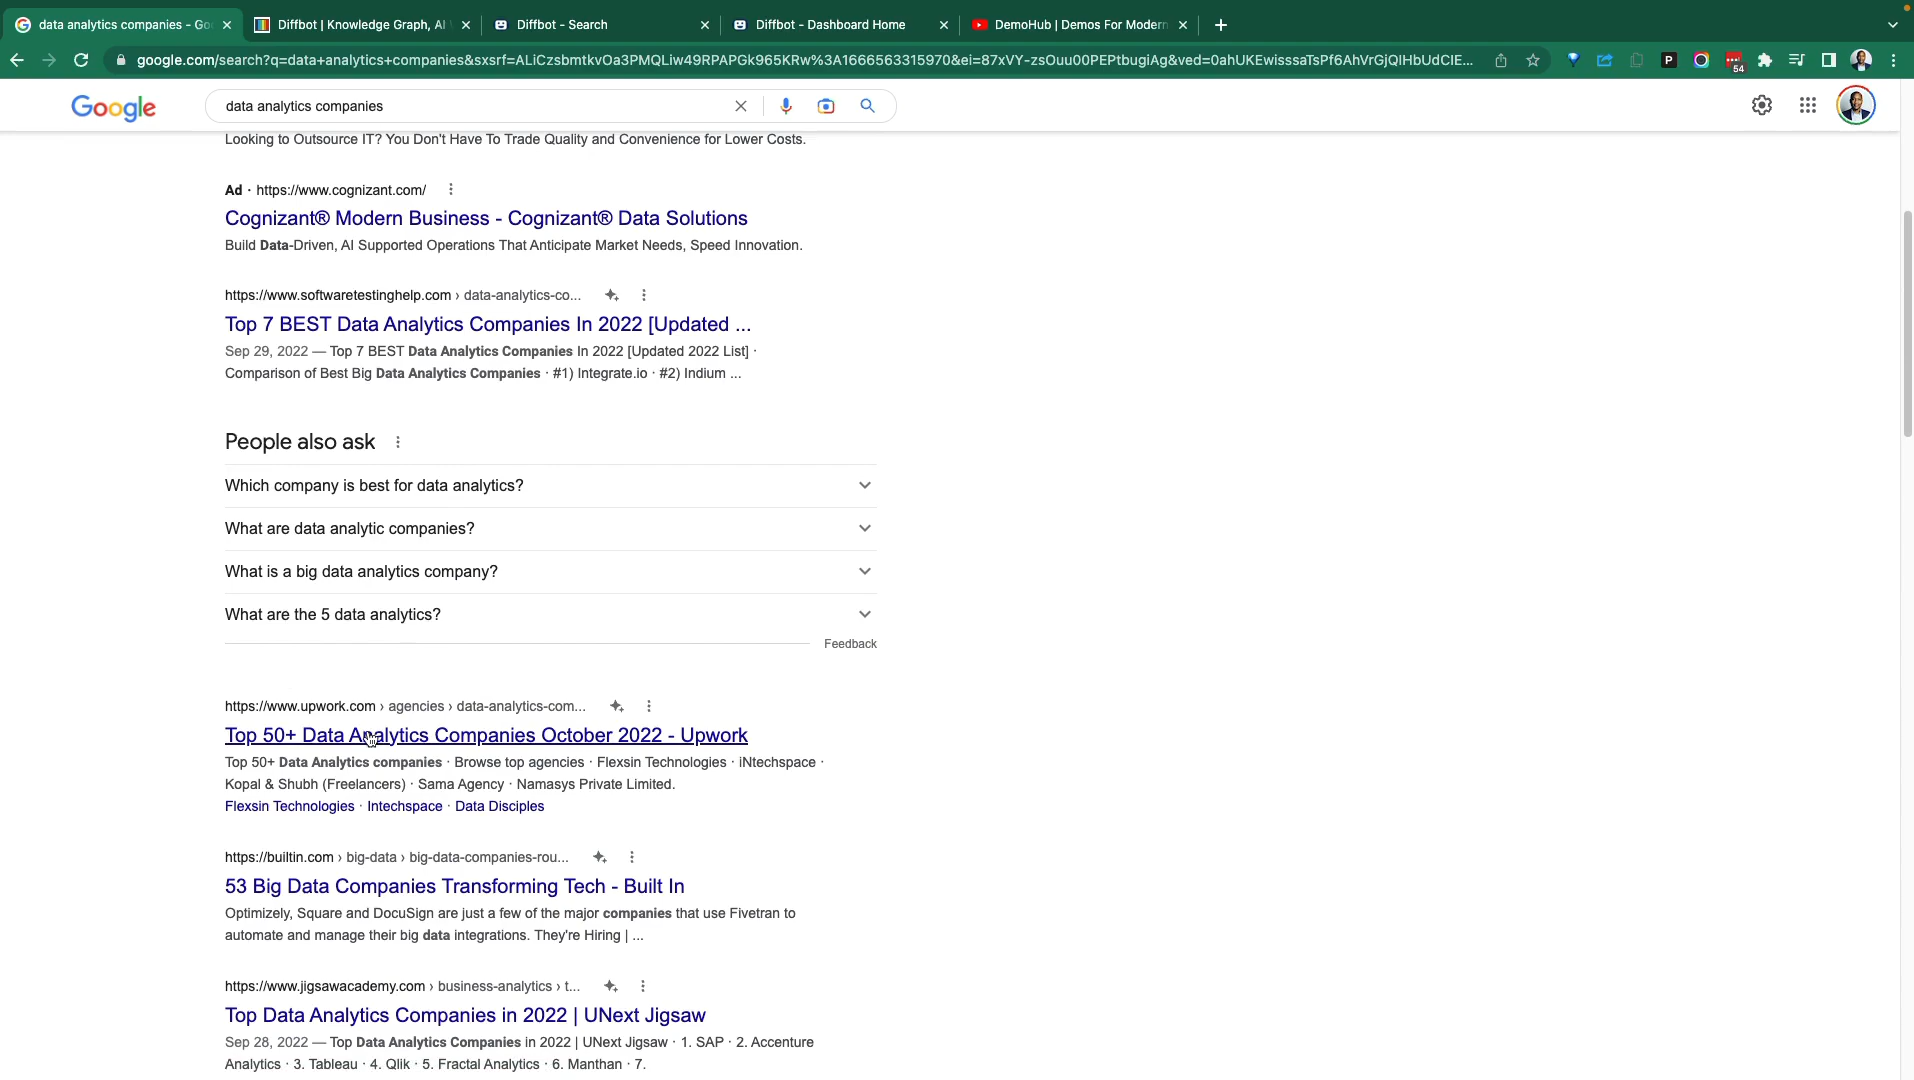 data analytics companies - Go
Diffbot | Knowledge Graph, AI
Diffbot - Search
Diffbot - Dashboard Home
DemoHub | Demos For Modern
google.com/search?q=data+analytics+companies&sxsrf=ALiCzsbmtkvOa3PMQLiw49RPAPGk965KRw%3A1666563315970&ei=87xVY-zsOuu00PEPtbugiAg&ved=0ahUKEwisssaTsPf6AhVrGjQIHbUdCIE...
P
54
Google
data analytics companies
Looking to Outsource IT? You Don't Have To Trade Quality and Convenience for Lower Costs.
Ad · https://www.cognizant.com/
Cognizant® Modern Business - Cognizant® Data Solutions
Build Data-Driven, AI Supported Operations That Anticipate Market Needs, Speed Innovation.
https://www.softwaretestinghelp.com › data-analytics-co...
Top 7 BEST Data Analytics Companies In 2022 [Updated ...
Sep 29, 2022 — Top 7 BEST Data Analytics Companies In 2022 [Updated 2022 List] ·
Comparison of Best Big Data Analytics Companies · #1) Integrate.io · #2) Indium ...
People also ask
Which company is best for data analytics?
What are data analytic companies?
What is a big data analytics company?
What are the 5 data analytics?
Feedback
https://www.upwork.com › agencies › data-analytics-com...
Top 50+ Data Analytics Companies October 2022 - Upwork
Top 50+ Data Analytics companies · Browse top agencies · Flexsin Technologies · iNtechspace ·
Kopal & Shubh (Freelancers) · Sama Agency · Namasys Private Limited.
Flexsin Technologies · Intechspace · Data Disciples
https://builtin.com › big-data › big-data-companies-rou...
53 Big Data Companies Transforming Tech - Built In
Optimizely, Square and DocuSign are just a few of the major companies that use Fivetran to
automate and manage their big data integrations. They're Hiring | ...
https://www.jigsawacademy.com › business-analytics › t...
Top Data Analytics Companies in 2022 | UNext Jigsaw
Sep 28, 2022 — Top Data Analytics Companies in 2022 | UNext Jigsaw · 1. SAP · 2. Accenture
Analytics · 3. Tableau · 4. Qlik · 5. Fractal Analytics · 6. Manthan · 7.